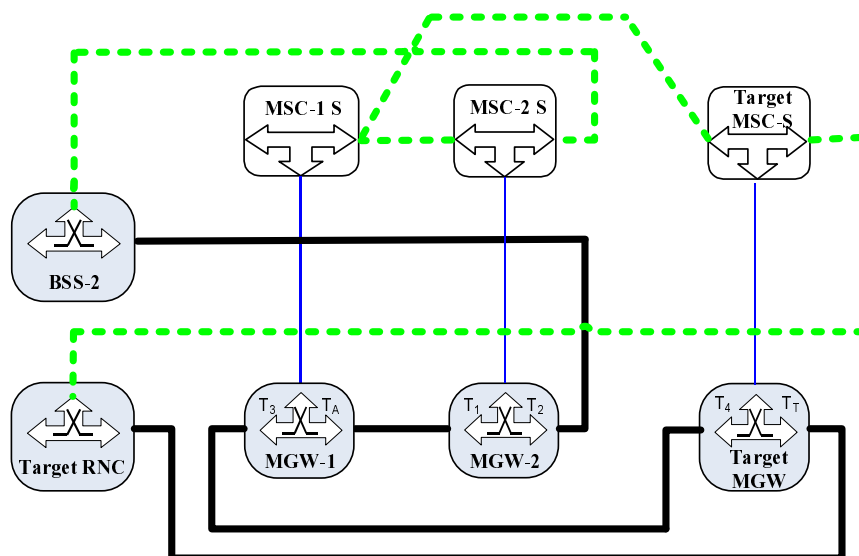 MSC-1 S
MSC-2 S
Target
MSC-S
BSS-2
T3 TA
T1 T2
T4 TT
Target RNC
MGW-1
MGW-2
Target
MGW